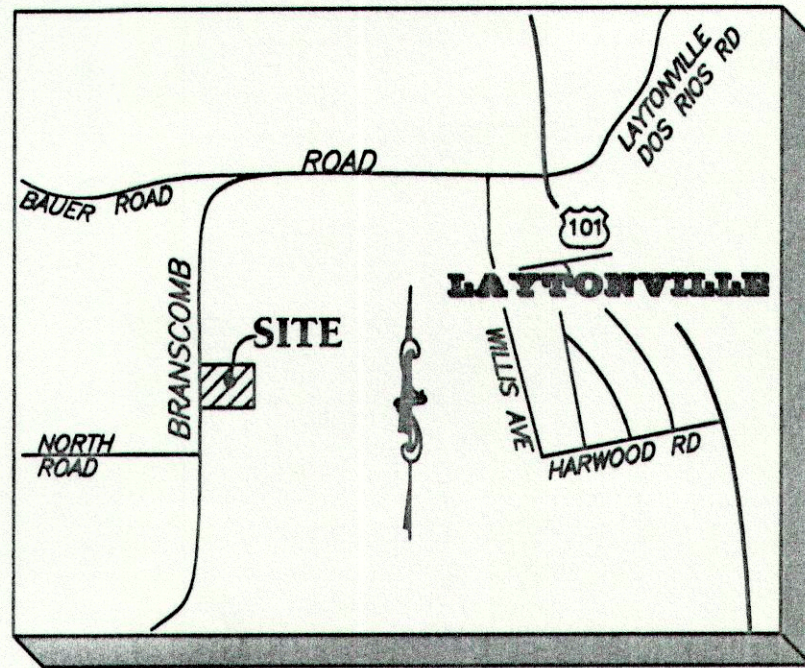 LAYTONVILLE
DOS RIOS RD
ROAD
BAUER ROAD
101
LAYTONVILLE
BRANSCOMB
SITE
WILLIS AVE
NORTH
ROAD
HARWOOD RD